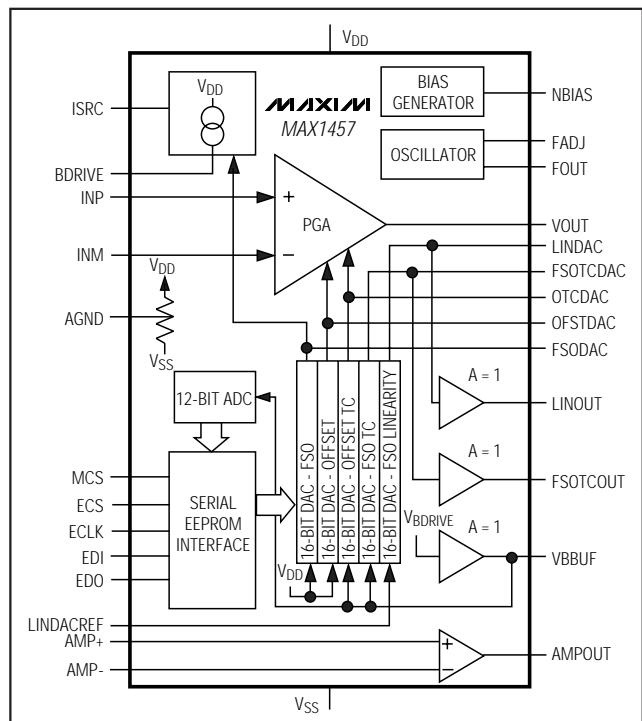 VDD
ISRC
VDD
BDRIVE
MAXIM
MAX1457
BIAS
GENERATOR
NBIAS
OSCILLATOR
FADJ
FOUT
INP
+
PGA
VOUT
LINDAC
INM
−
FSOTCDAC
VDD
OTCDAC
AGND
OFSTDAC
VSS
FSODAC
12-BIT ADC
16-BIT DAC - FSO
16-BIT DAC - OFFSET
16-BIT DAC - OFFSET TC
16-BIT DAC - FSO TC
16-BIT DAC - FSO LINEARITY
A = 1
LINOUT
MCS
ECS
ECLK
EDI
EDO
SERIAL
EEPROM
INTERFACE
A = 1
FSOTCOUT
VBDRIVE
A = 1
VBBUF
VDD
LINDACREF
AMP+
+
AMP-
−
AMPOUT
VSS